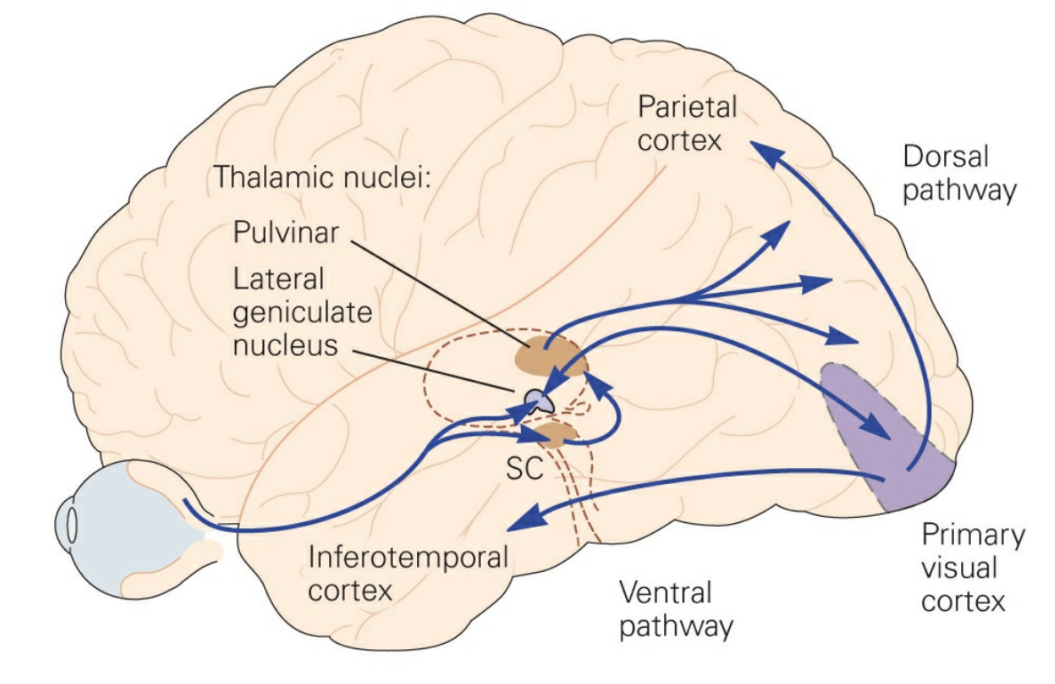 Parietal
cortex
Dorsal
pathway
Thalamic nuclei:
Pulvinar
Lateral
geniculate
nucleus
SC
Inferotemporal
cortex
Ventral
pathway
Primary
visual
cortex